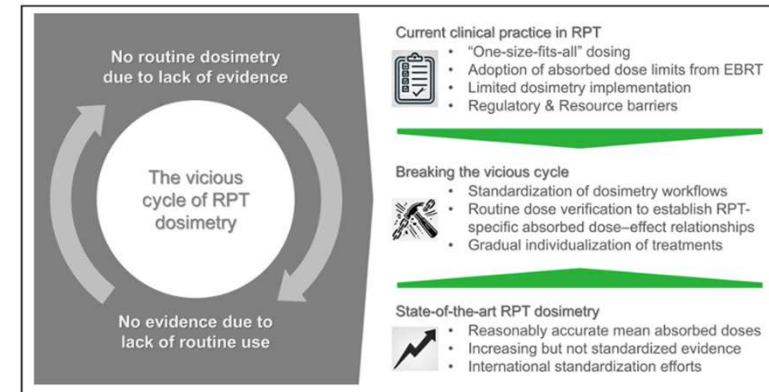 No routine dosimetry
due to lack of evidence
The vicious
cycle of RPT
dosimetry
No evidence due to
lack of routine use
Current clinical practice in RPT
• “One-size-fits-all” dosing
• Adoption of absorbed dose limits from EBRT
• Limited dosimetry implementation
• Regulatory & Resource barriers
Breaking the vicious cycle
• Standardization of dosimetry workflows
• Routine dose verification to establish RPT-
specific absorbed dose–effect relationships
• Gradual individualization of treatments
State-of-the-art RPT dosimetry
• Reasonably accurate mean absorbed doses
• Increasing but not standardized evidence
• International standardization efforts